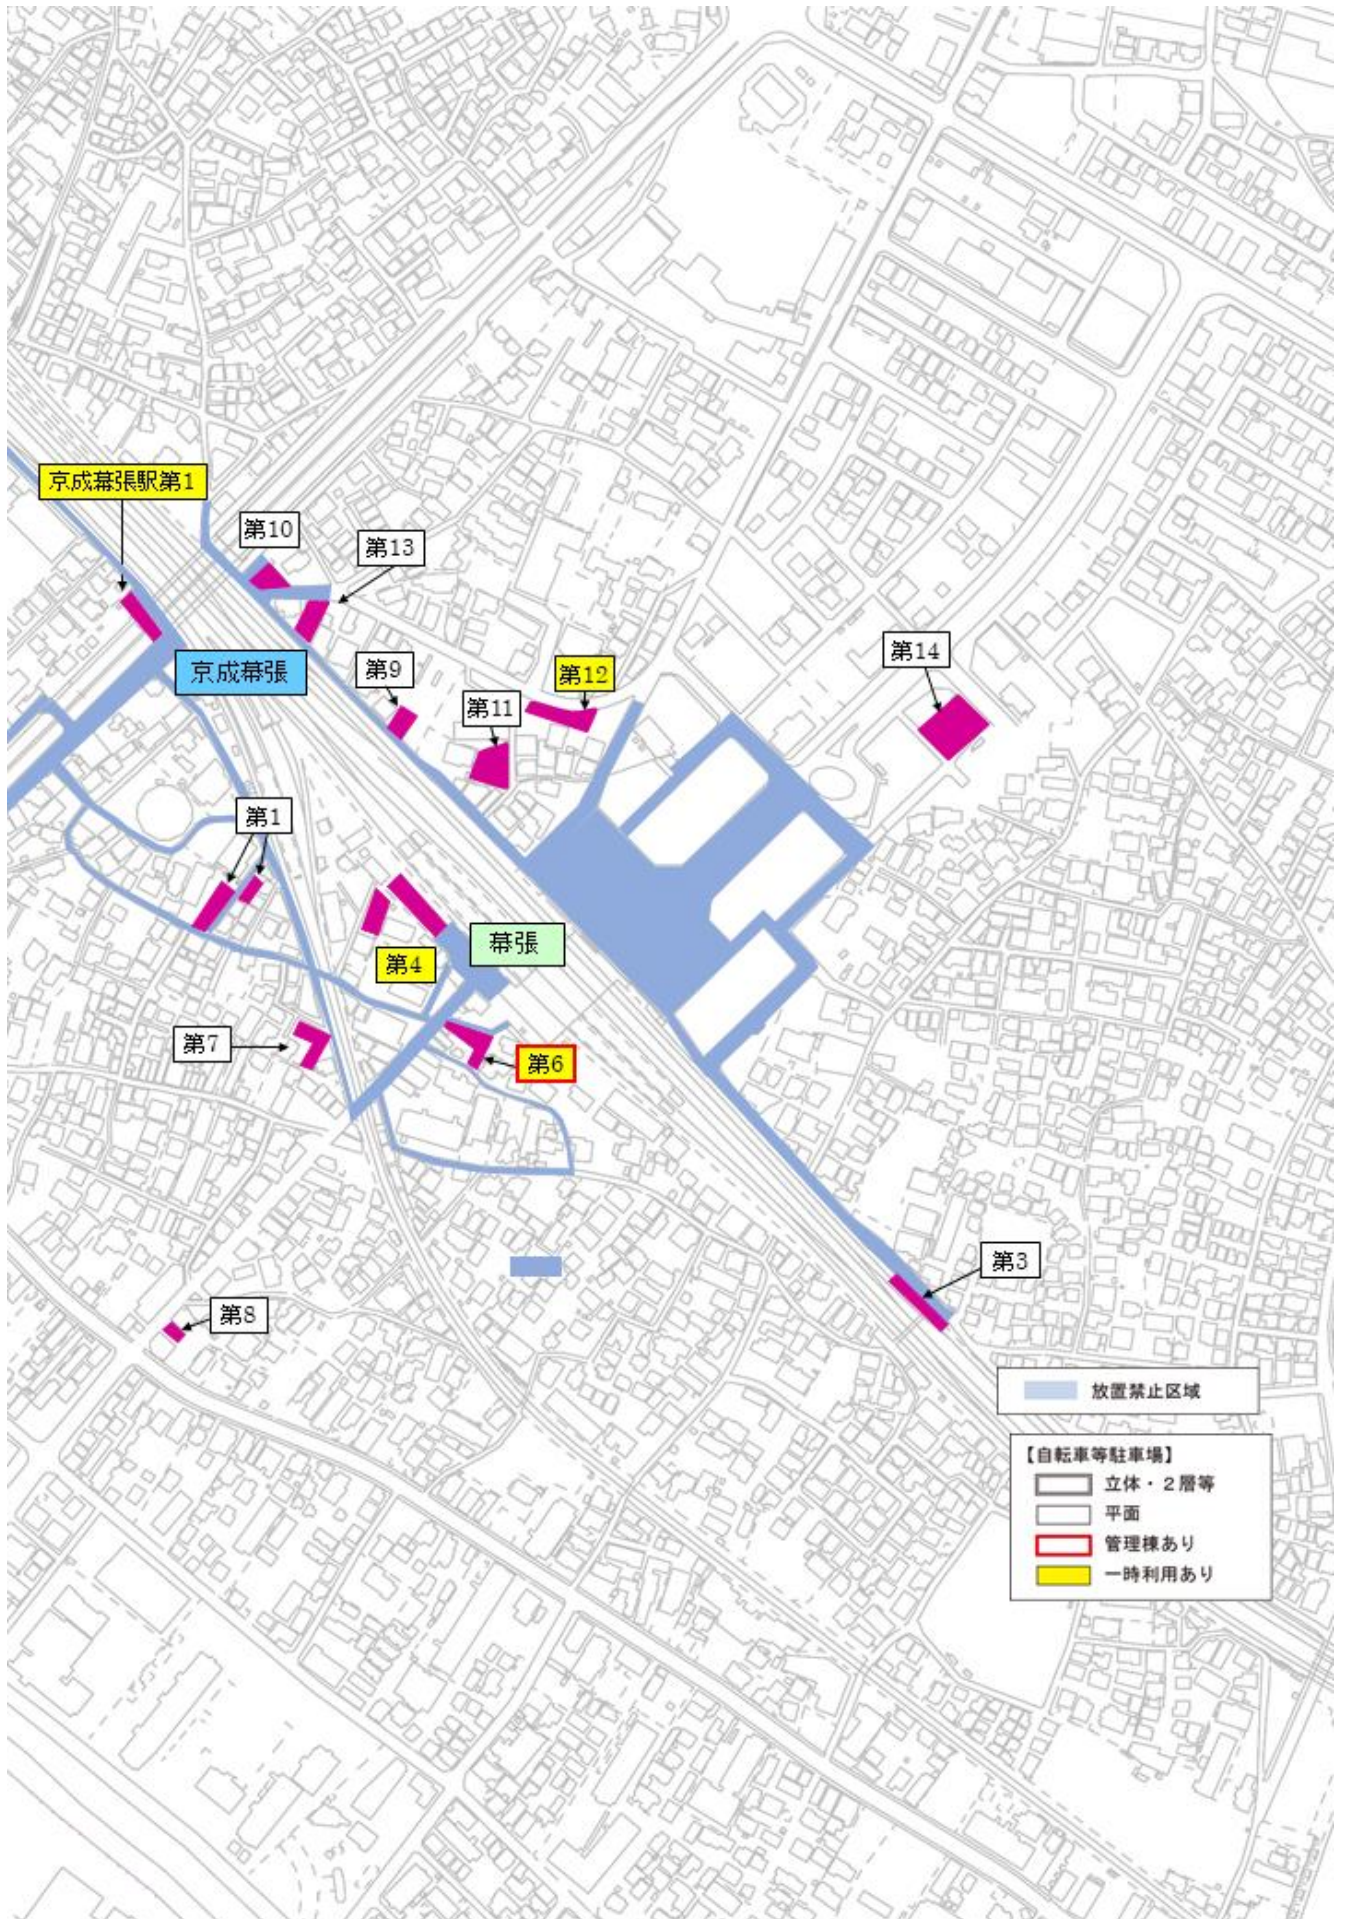 京成幕張駅第1
第10
第13
京成幕張
第9
第12
第14
第11
第1
幕張
第4
第7
第6
第3
第8
放置禁止区域
【自転車等駐車場】
立体・２層等
平面
管理棟あり
一時利用あり